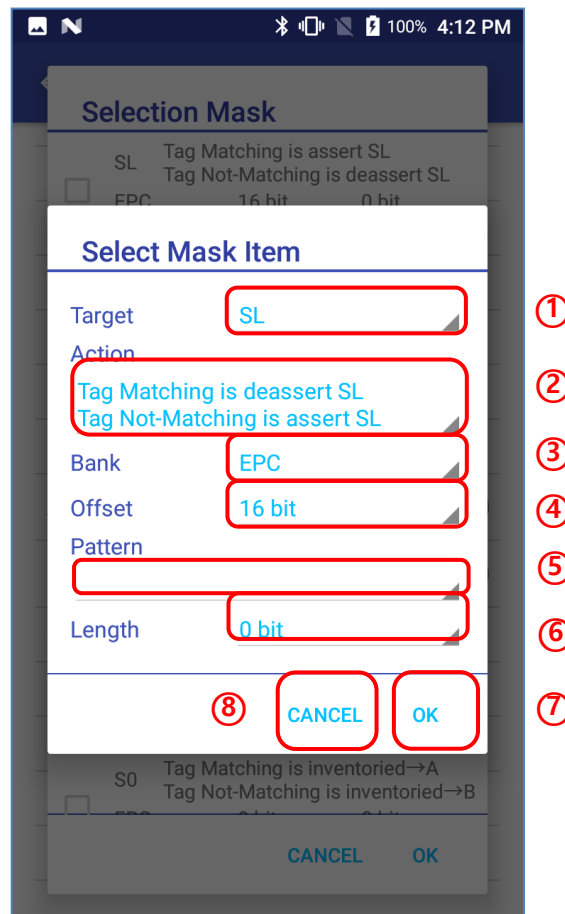 100% 4:12 PM
Selection Mask
SL
Tag Matching is assert SL
Tag Not-Matching is deassert SL
EPC 16 bit 0 bit
Select Mask Item
Target SL ①
Action
Tag Matching is deassert SL ②
Tag Not-Matching is assert SL
Bank EPC ③
Offset 16 bit ④
Pattern
⑤
Length 0 bit ⑥
⑧ CANCEL OK ⑦
S0
Tag Matching is inventoried→A
Tag Not-Matching is inventoried→B
CANCEL OK